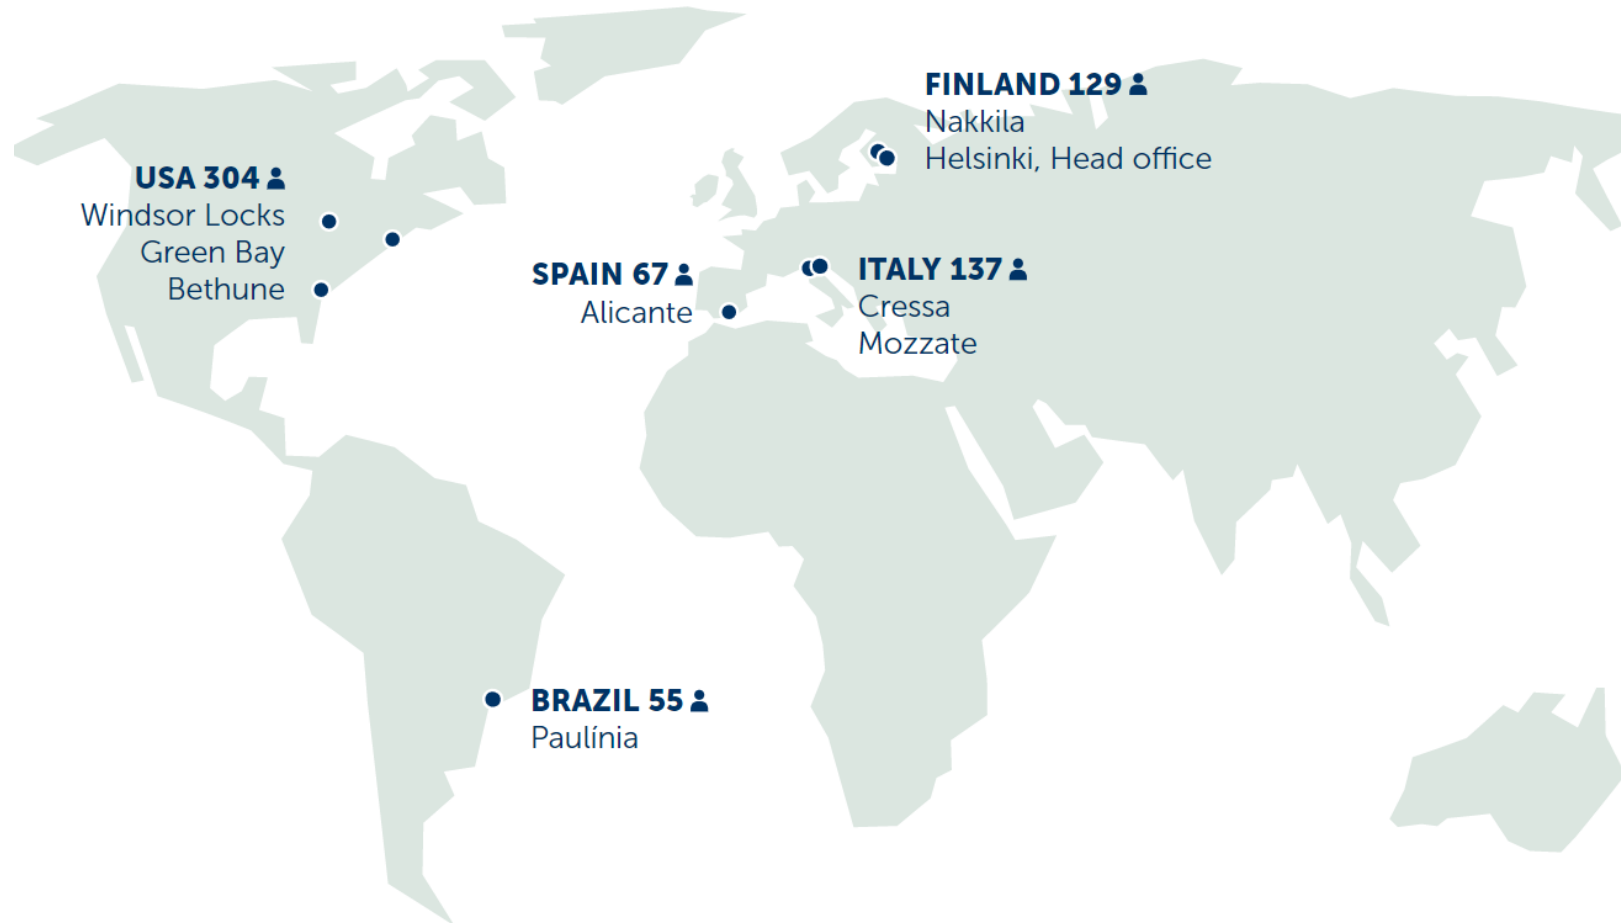 FINLAND 129
Nakkila
Helsinki, Head office
USA 304
Windsor Locks
Green Bay
Bethune
SPAIN 67
Alicante
ITALY 137
Cressa
Mozzate
BRAZIL 55
Paulínia